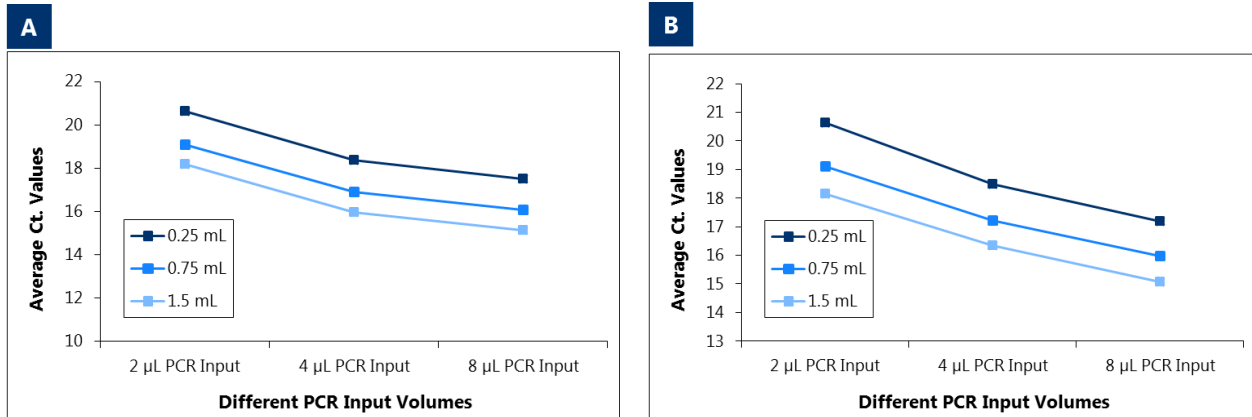 A
Average Ct. Values
22
20
18
16
14
12
10
0.25 mL
0.75 mL
1.5 mL
2 µL PCR Input
4 µL PCR Input
8 µL PCR Input
Different PCR Input Volumes
B
Average Ct. Values
22
21
20
19
18
17
16
15
14
13
0.25 mL
0.75 mL
1.5 mL
2 µL PCR Input
4 µL PCR Input
8 µL PCR Input
Different PCR Input Volumes